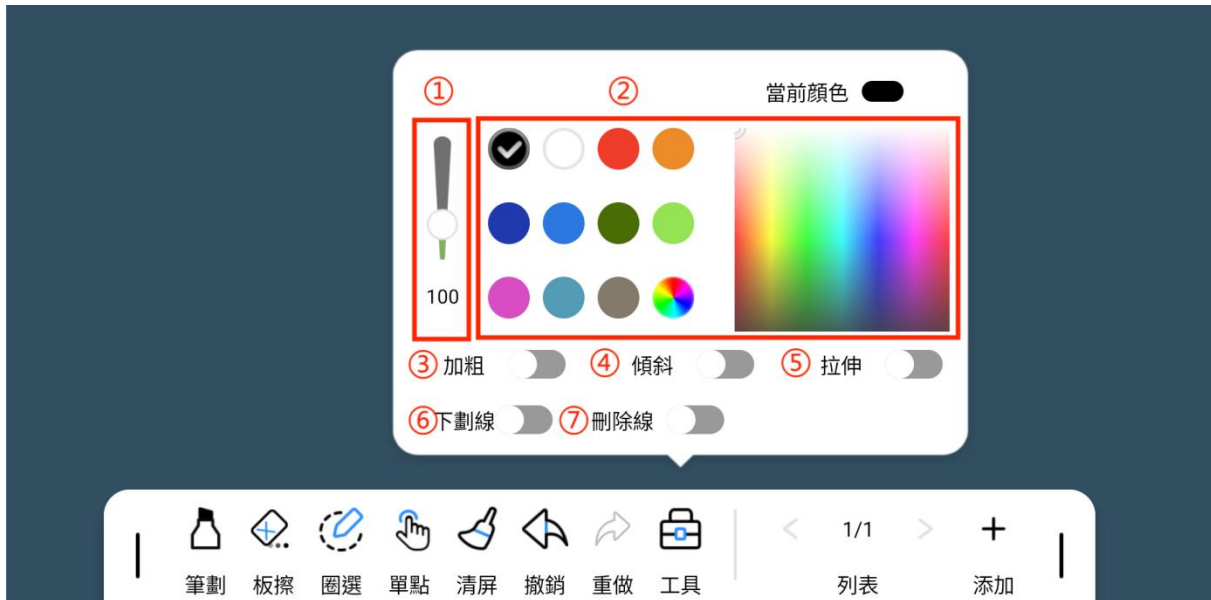 ① ② 當前顏色
100
③ 加粗 ④ 傾斜 ⑤ 拉伸
⑥下劃線 ⑦刪除線
< 1/1 > +
筆劃 板擦 圈選 單點 清屏 撤銷 重做 工具 列表 添加